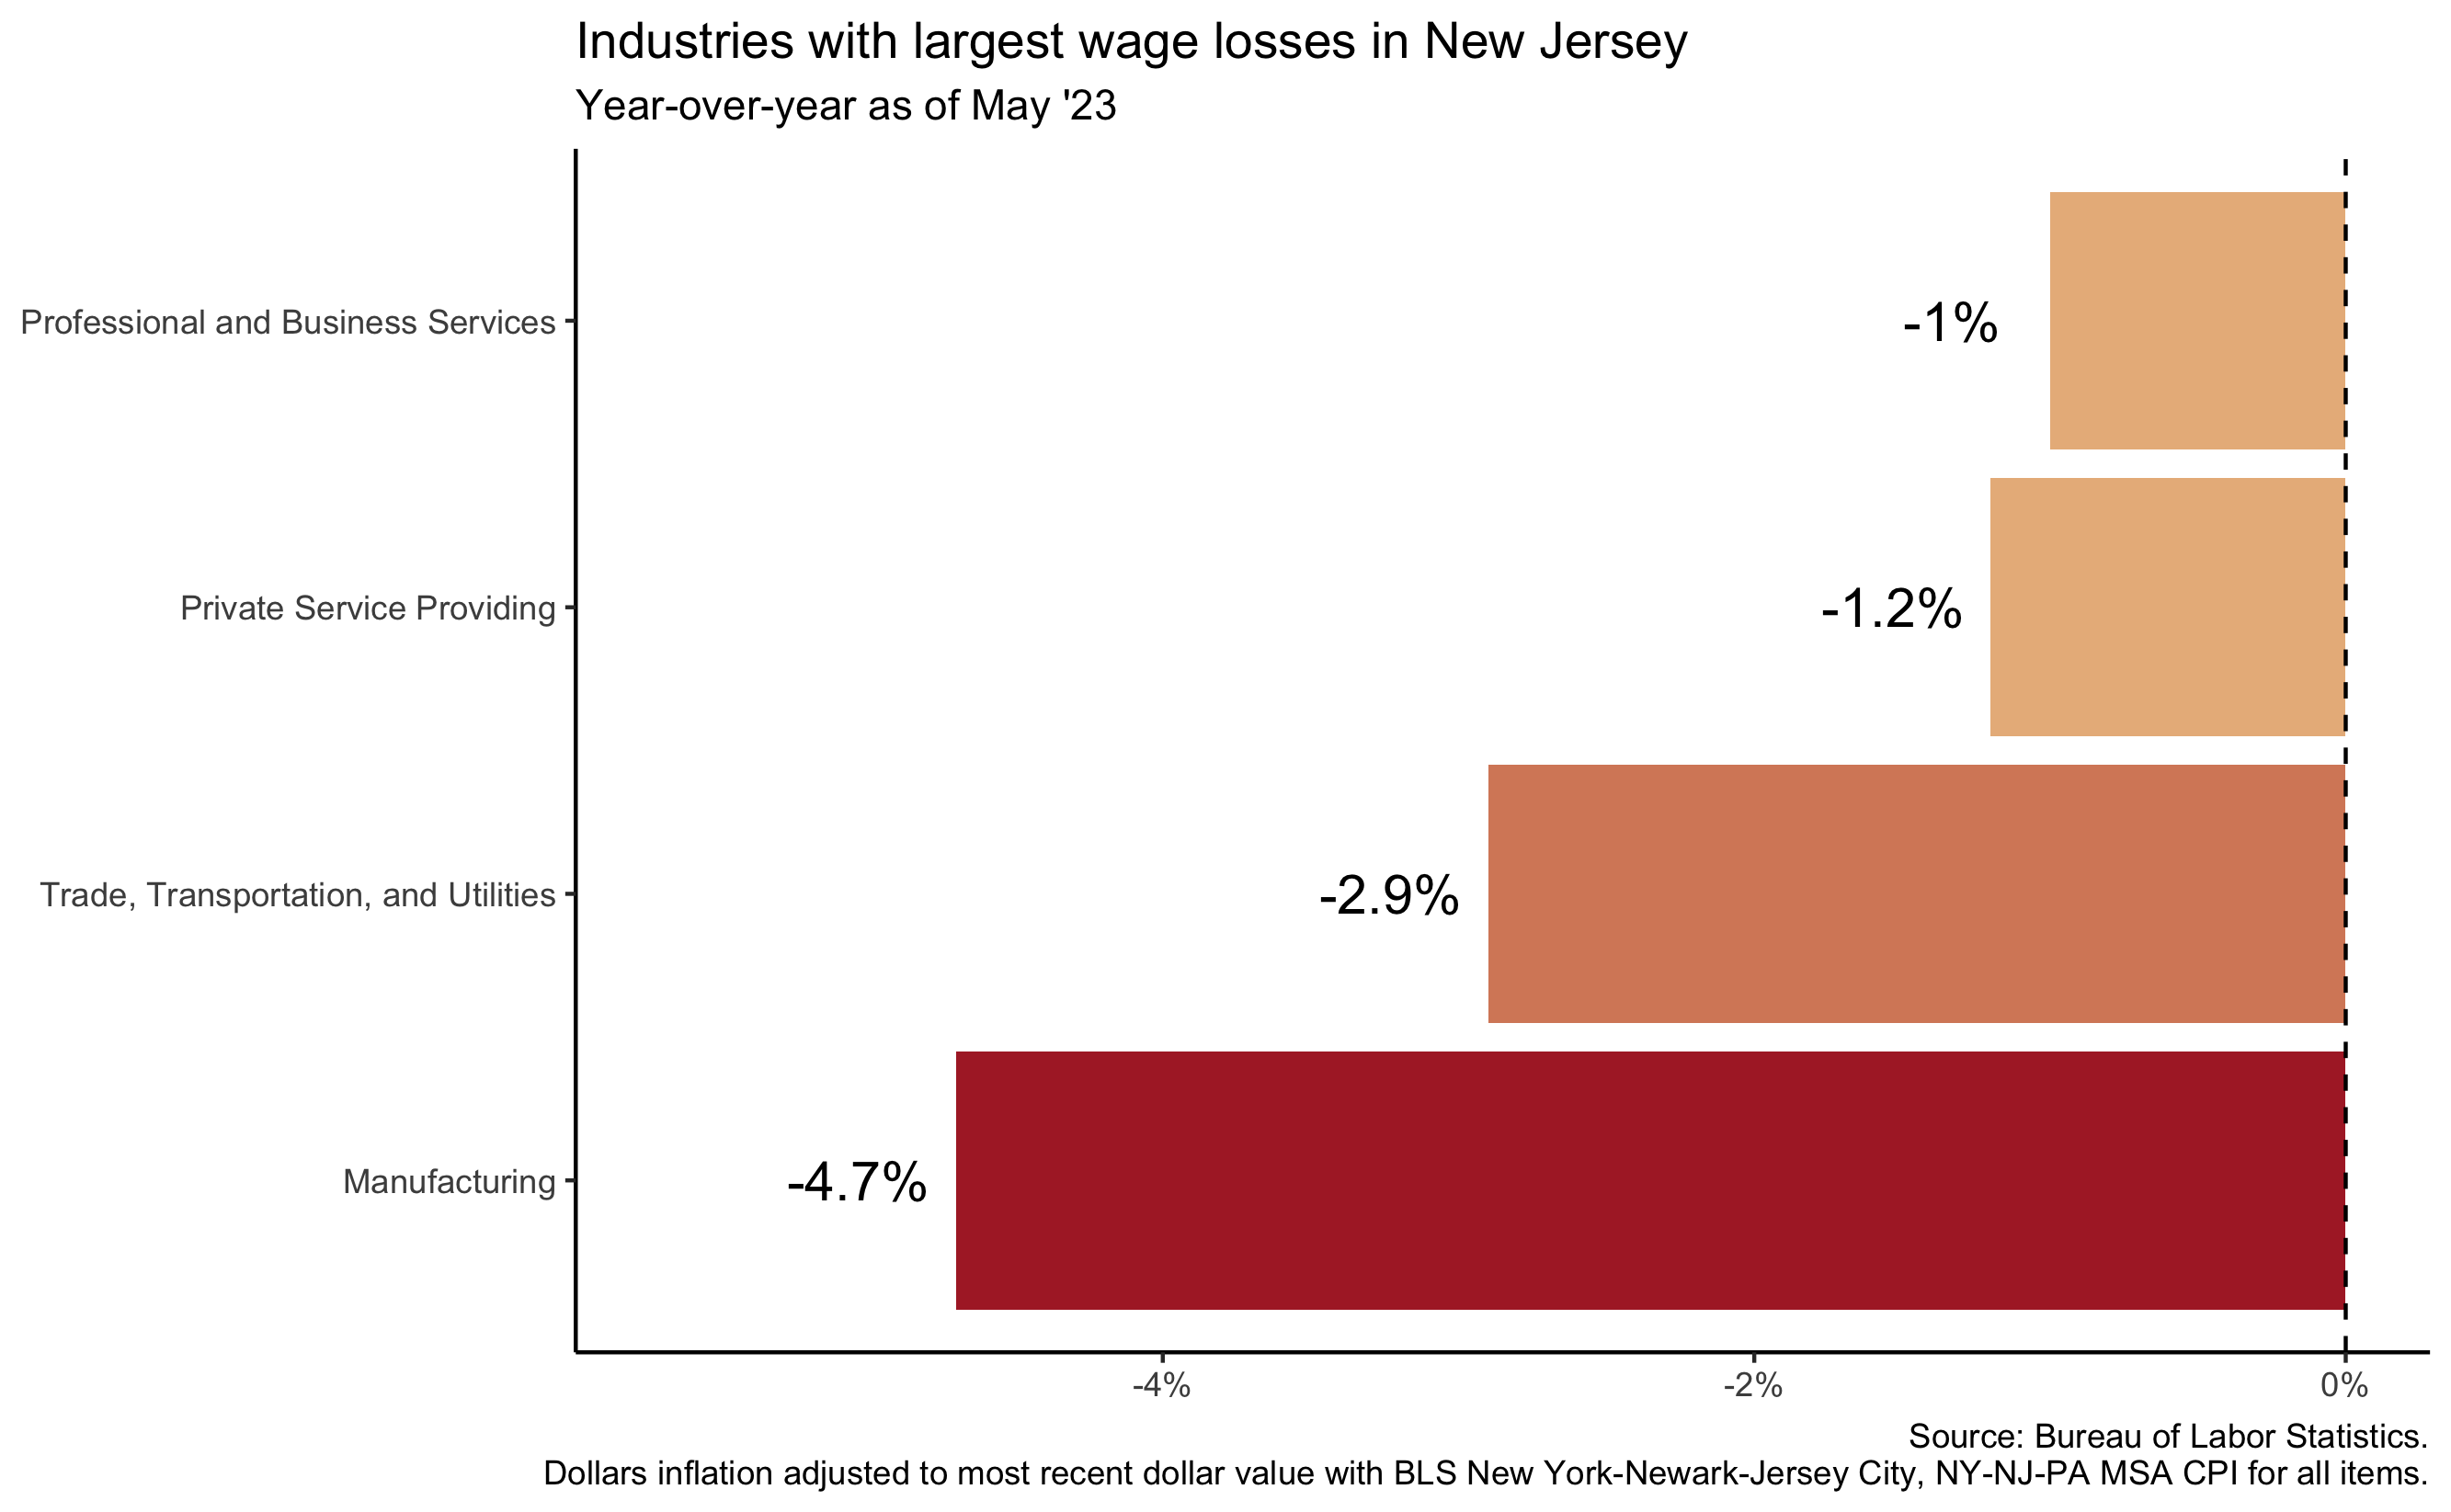 Industries with largest wage losses in New Jersey
Year-over-year as of May '23
Professional and Business Services
-1%
Private Service Providing
-1.2%
Trade, Transportation, and Utilities
-2.9%
Manufacturing
-4.7%
-4%
-2%
0%
Source: Bureau of Labor Statistics.
Dollars inflation adjusted to most recent dollar value with BLS New York-Newark-Jersey City, NY-NJ-PA MSA CPI for all items.